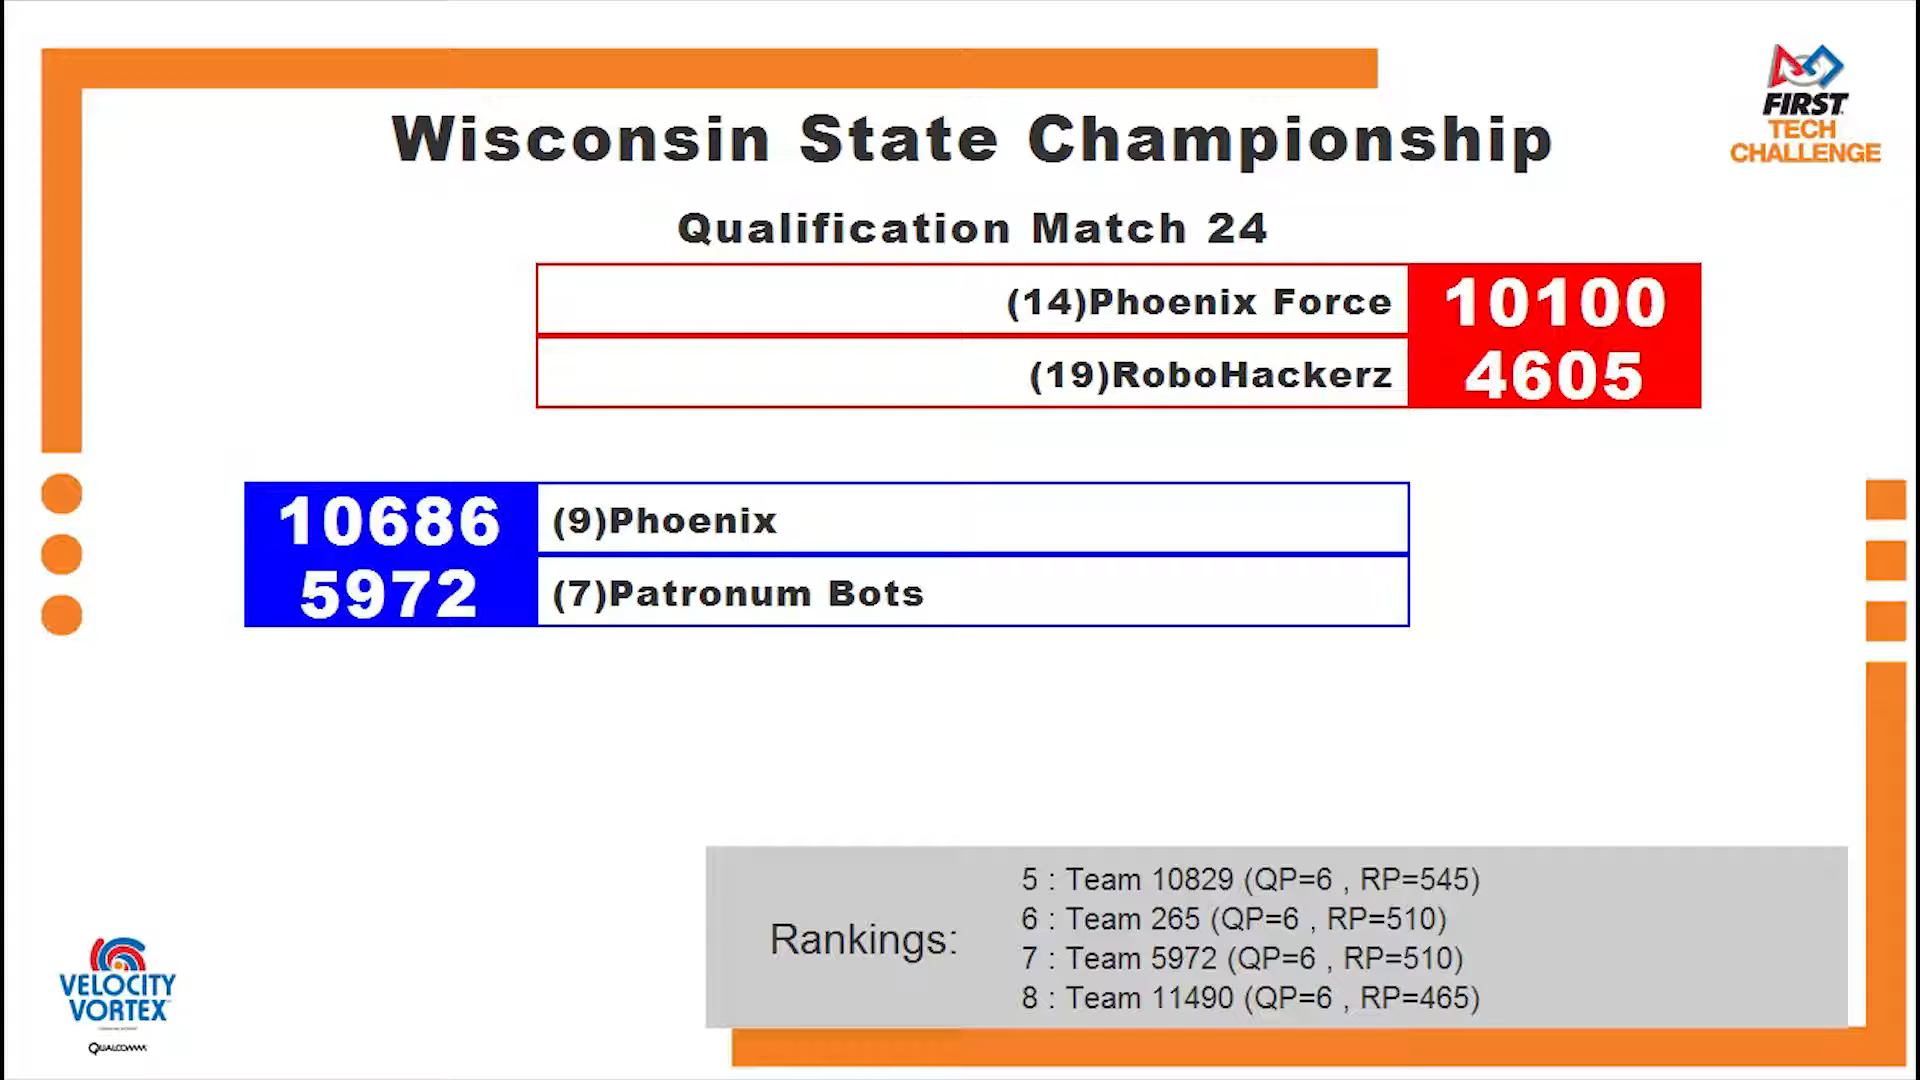 Wisconsin State Championship
FIRST
TECH
CHALLENGE
Qualification Match 24
(14)Phoenix Force 10100
(19)RoboHackerz 4605
10686 (9)Phoenix
5972 (7)Patronum Bots
Rankings:
5 : Team 10829 (QP=6 , RP=545)
6 : Team 265 (QP=6 , RP=510)
7 : Team 5972 (QP=6 , RP=510)
8 : Team 11490 (QP=6 , RP=465)
VELOCITY
VORTEX
QUALCOMM